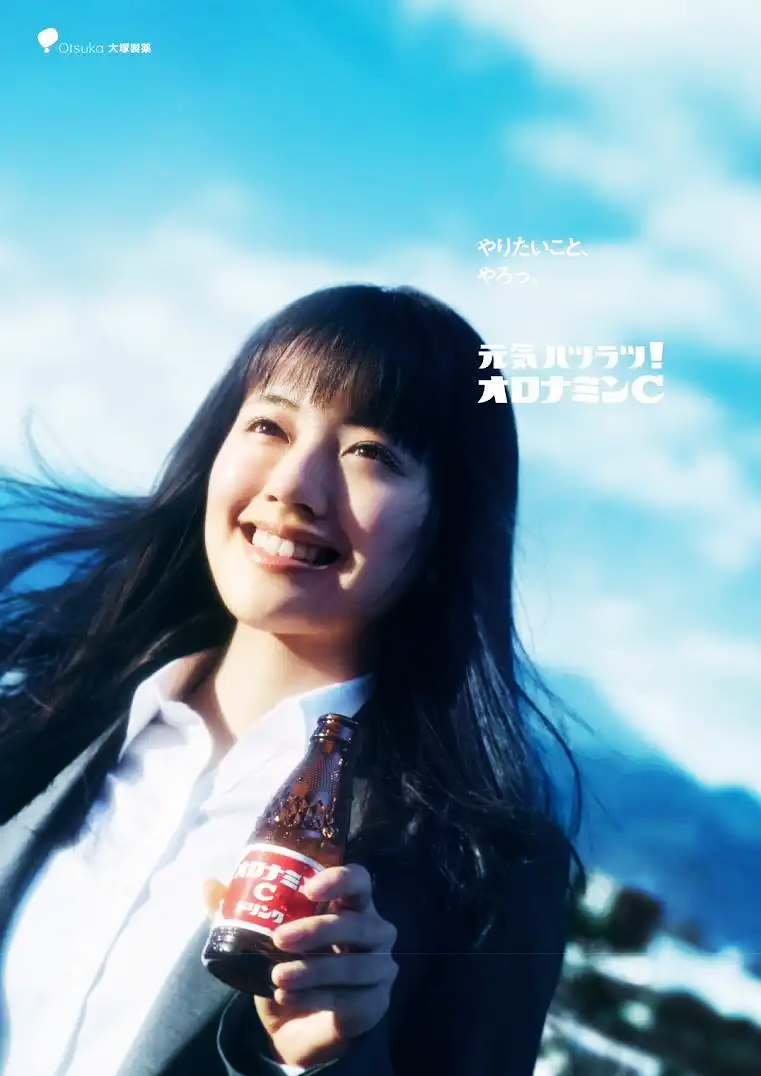 Otsuka 大塚製薬
やりたいこと、
やろっ。
元気ハツラツ!
オロナミンC
オロナミン
C
ドリンク